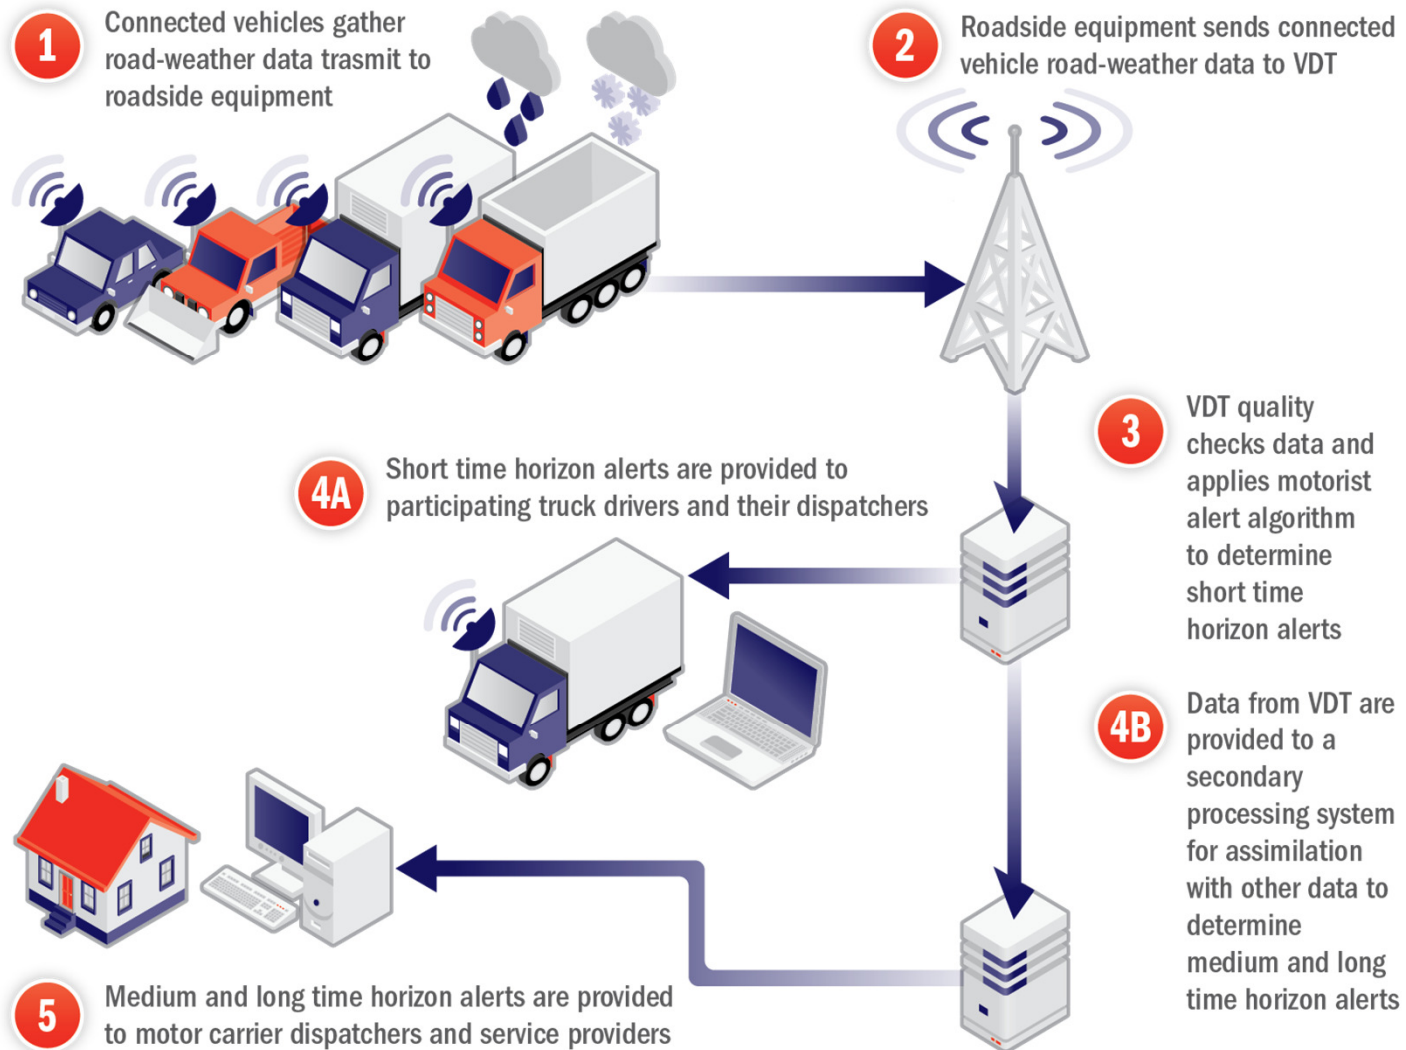 1
Connected vehicles gather
road-weather data trasmit to
roadside equipment
2
Roadside equipment sends connected
vehicle road-weather data to VDT
3
VDT quality
checks data and
applies motorist
alert algorithm
to determine
short time
horizon alerts
4A
Short time horizon alerts are provided to
participating truck drivers and their dispatchers
4B
Data from VDT are
provided to a
secondary
processing system
for assimilation
with other data to
determine
medium and long
time horizon alerts
5
Medium and long time horizon alerts are provided
to motor carrier dispatchers and service providers